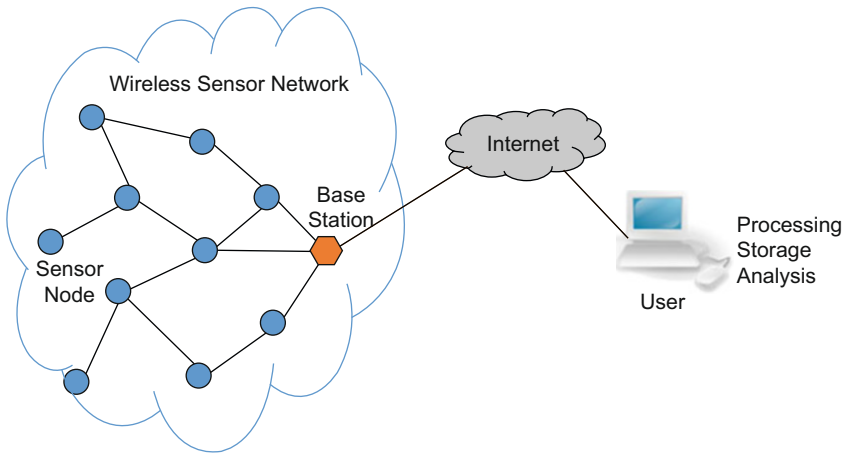 Wireless Sensor Network
Base
Station
Sensor
Node
Internet
User
Processing
Storage
Analysis